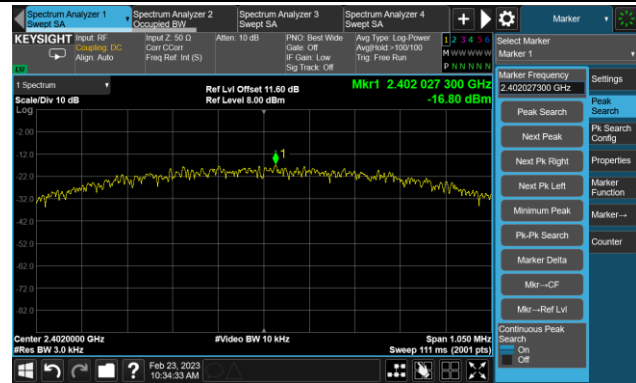 Spectrum Analyzer 1
Swept SA
Spectrum Analyzer 2
Occupied BW
Spectrum Analyzer 3
Swept SA
Spectrum Analyzer 4
Swept SA
Marker
KEYSIGHT
Input: RF
Coupling: DC
Align: Auto
Input Z: 50 Ω
Corr CCorr
Freq Ref: Int (S)
Atten: 10 dB
PNO: Best Wide
Gate: Off
IF Gain: Low
Sig Track: Off
Avg Type: Log-Power
Avg|Hold:>100/100
Trig: Free Run
1 2 3 4 5 6
M W W W W W
P N N N N N
Select Marker
Marker 1
1 Spectrum
Scale/Div 10 dB
Log
Ref Lvl Offset 11.60 dB
Ref Level 8.00 dBm
Mkr1 2.402 027 300 GHz
-16.80 dBm
-2.00
-12.0
-22.0
-32.0
-42.0
-52.0
-62.0
-72.0
-82.0
1
Center 2.4020000 GHz
#Res BW 3.0 kHz
#Video BW 10 kHz
Span 1.050 MHz
Sweep 111 ms (2001 pts)
Marker Frequency
2.402027300 GHz
Peak Search
Next Peak
Next Pk Right
Next Pk Left
Minimum Peak
Pk-Pk Search
Marker Delta
Mkr→CF
Mkr→Ref Lvl
Continuous Peak
Search
On
Off
Settings
Peak
Search
Pk Search
Config
Properties
Marker
Function
Marker→
Counter
?
Feb 23, 2023
10:34:33 AM